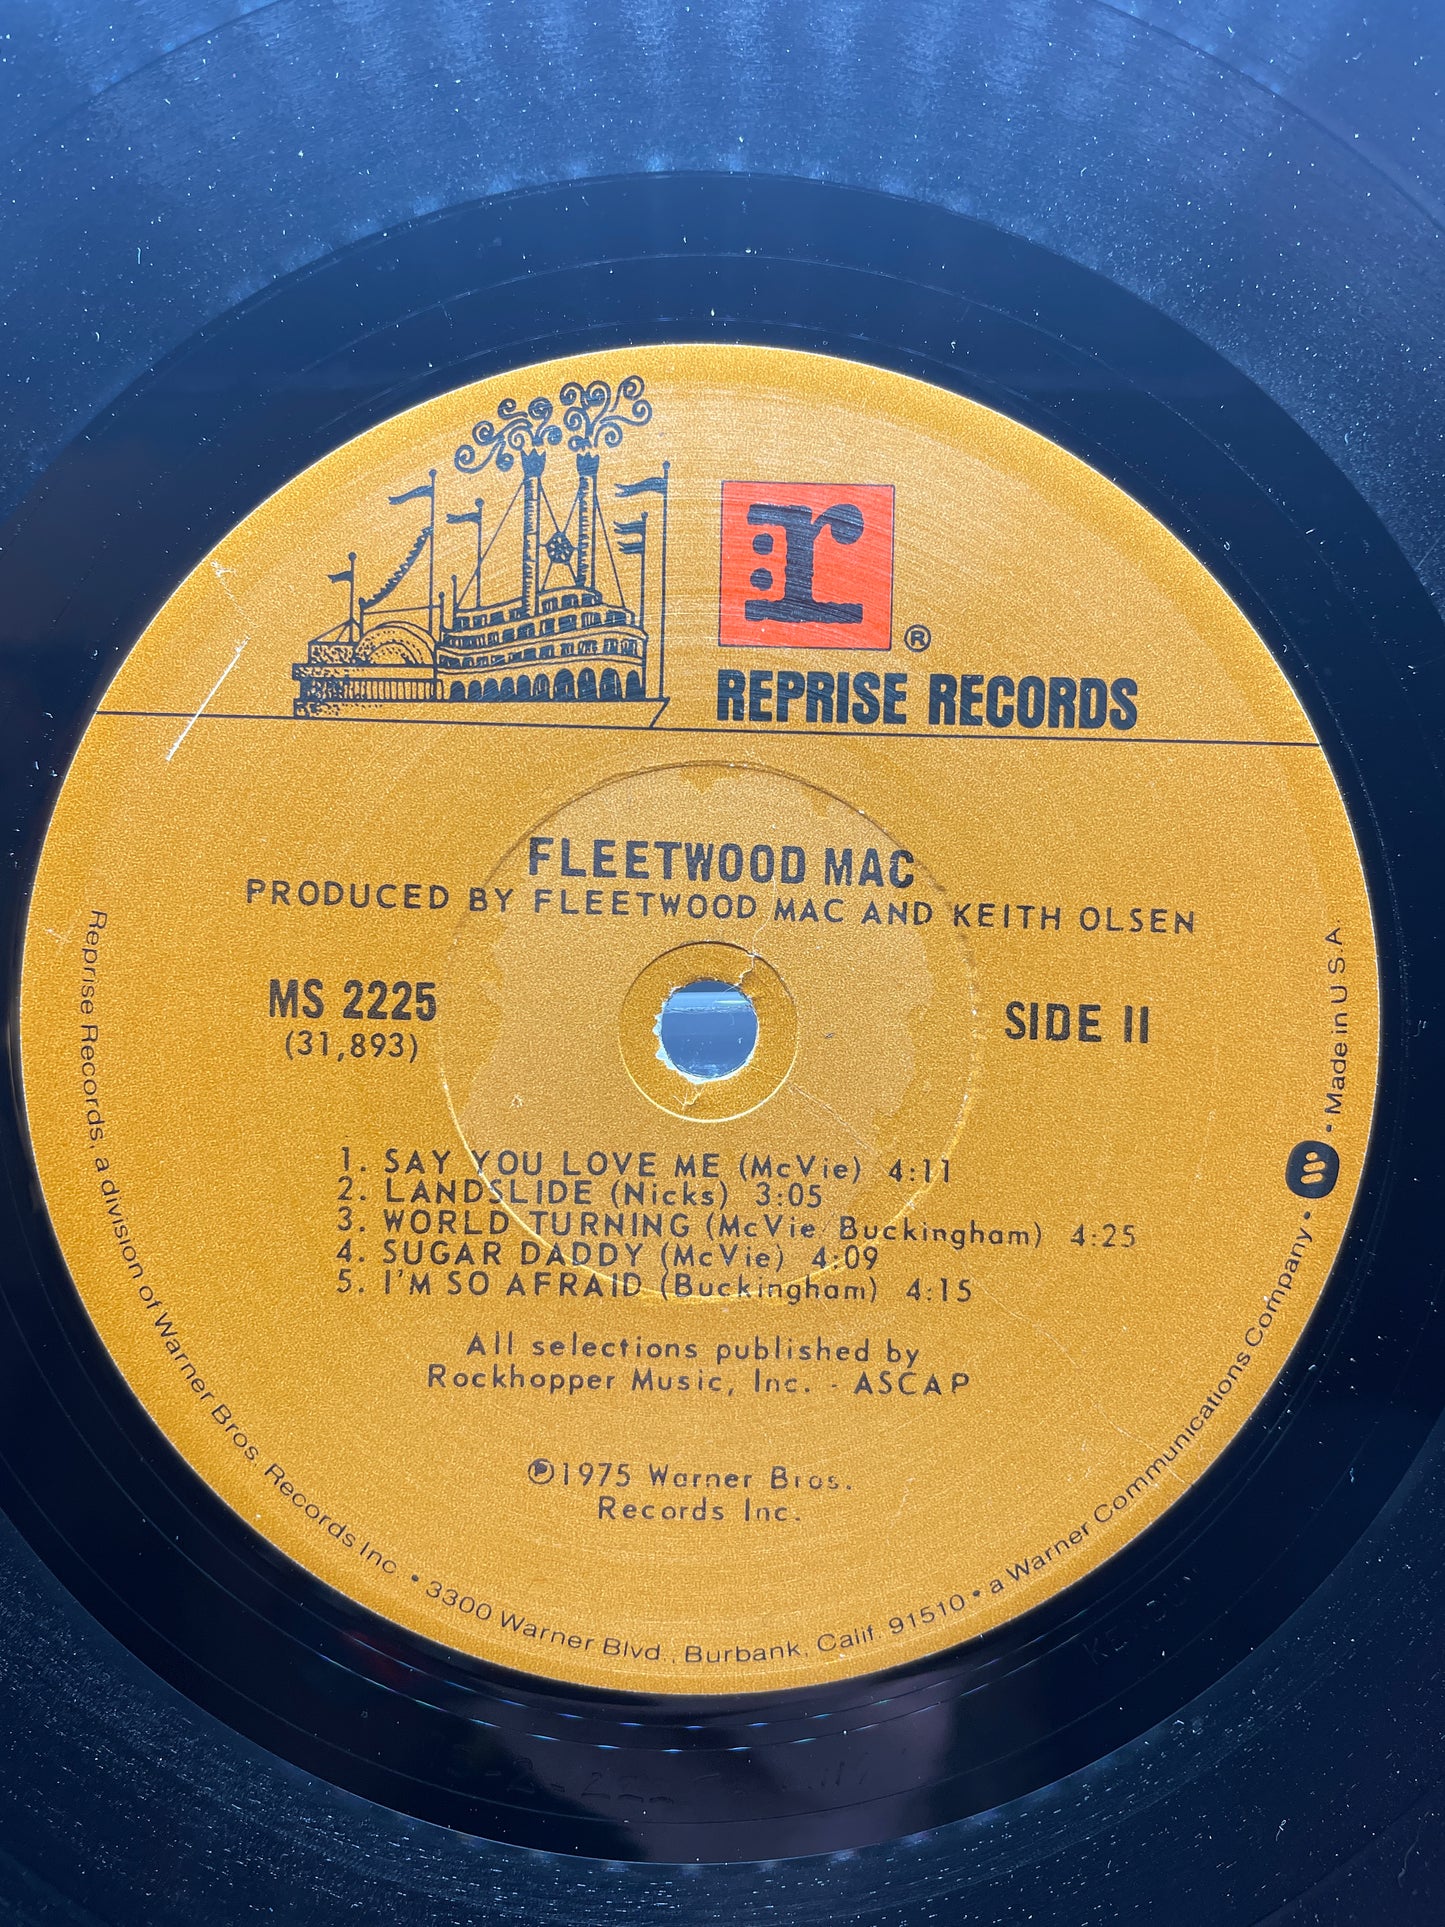 r
®
REPRISE RECORDS
FLEETWOOD MAC
PRODUCED BY FLEETWOOD MAC AND KEITH OLSEN
MS 2225
(31,893)
SIDE II
1. SAY YOU LOVE ME (McVie) 4:11
2. LANDSLIDE (Nicks) 3:05
3. WORLD TURNING (McVie Buckingham) 4:25
4. SUGAR DADDY (McVie) 4:09
5. I'M SO AFRAID (Buckingham) 4:15
All selections published by
Rockhopper Music, Inc. - ASCAP
℗1975 Warner Bros.
Records Inc.
Reprise Records, a division of Warner Bros. Records Inc • 3300 Warner Blvd., Burbank, Calif. 91510 • a Warner Communications Company • Made in U.S.A.